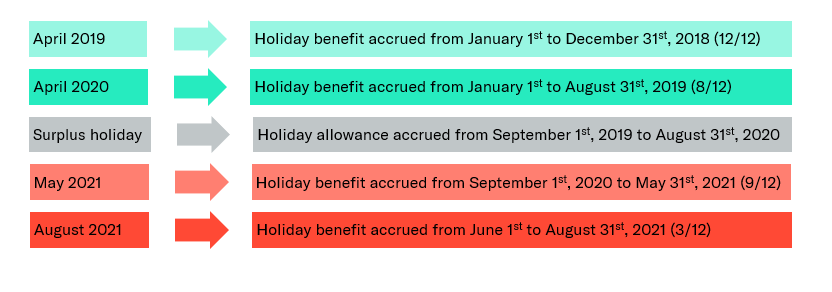 April 2019 Holiday benefit accrued from January 1st to December 31st, 2018 (12/12)
April 2020 Holiday benefit accrued from January 1st to August 31st, 2019 (8/12)
Surplus holiday Holiday allowance accrued from September 1st, 2019 to August 31st, 2020
May 2021 Holiday benefit accrued from September 1st, 2020 to May 31st, 2021 (9/12)
August 2021 Holiday benefit accrued from June 1st to August 31st, 2021 (3/12)